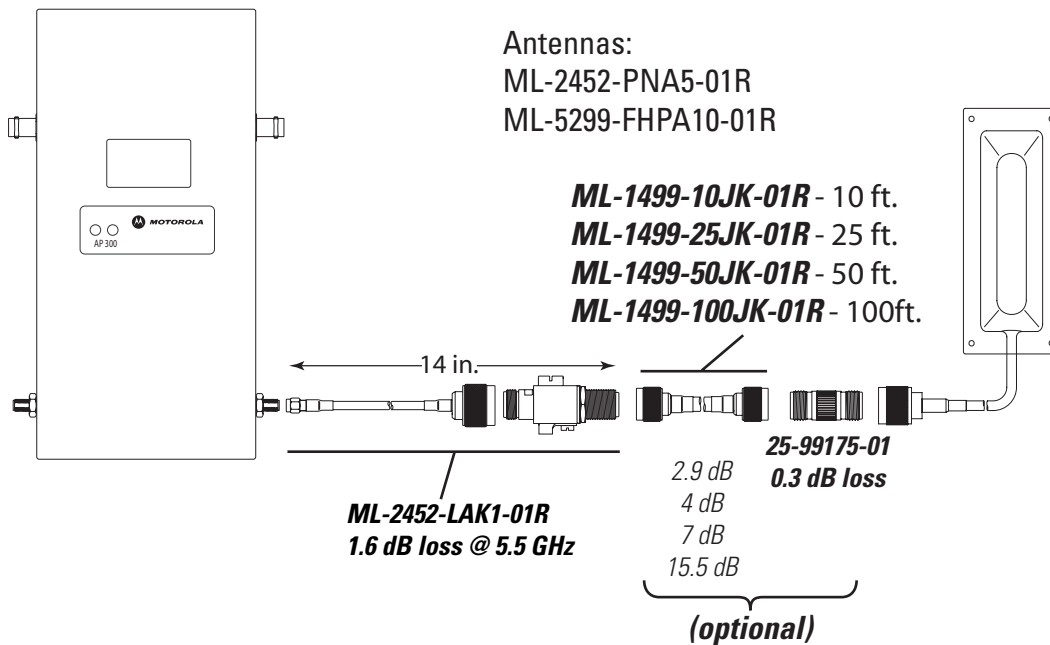 Antennas:
ML-2452-PNA5-01R
ML-5299-FHPA10-01R
ML-1499-10JK-01R - 10 ft.
ML-1499-25JK-01R - 25 ft.
ML-1499-50JK-01R - 50 ft.
ML-1499-100JK-01R - 100ft.
MOTOROLA
AP 300
14 in.
ML-2452-LAK1-01R
1.6 dB loss @ 5.5 GHz
2.9 dB
4 dB
7 dB
15.5 dB
25-99175-01
0.3 dB loss
(optional)